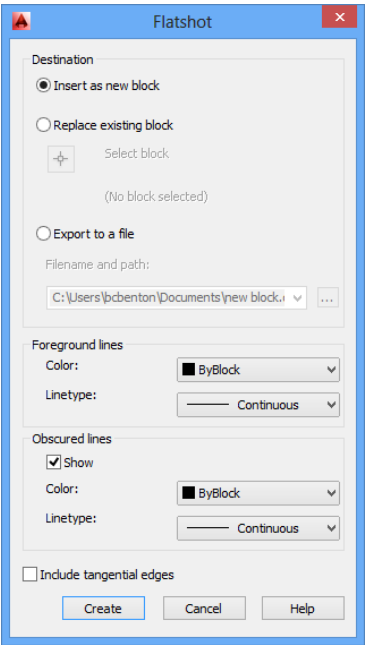 Flatshot
Destination
Insert as new block
Replace existing block
Select block
(No block selected)
Export to a file
Filename and path:
C:\Users\bcbenton\Documents\new block. ...
Foreground lines
Color: ByBlock
Linetype: Continuous
Obscured lines
Show
Color: ByBlock
Linetype: Continuous
Include tangential edges
Create Cancel Help